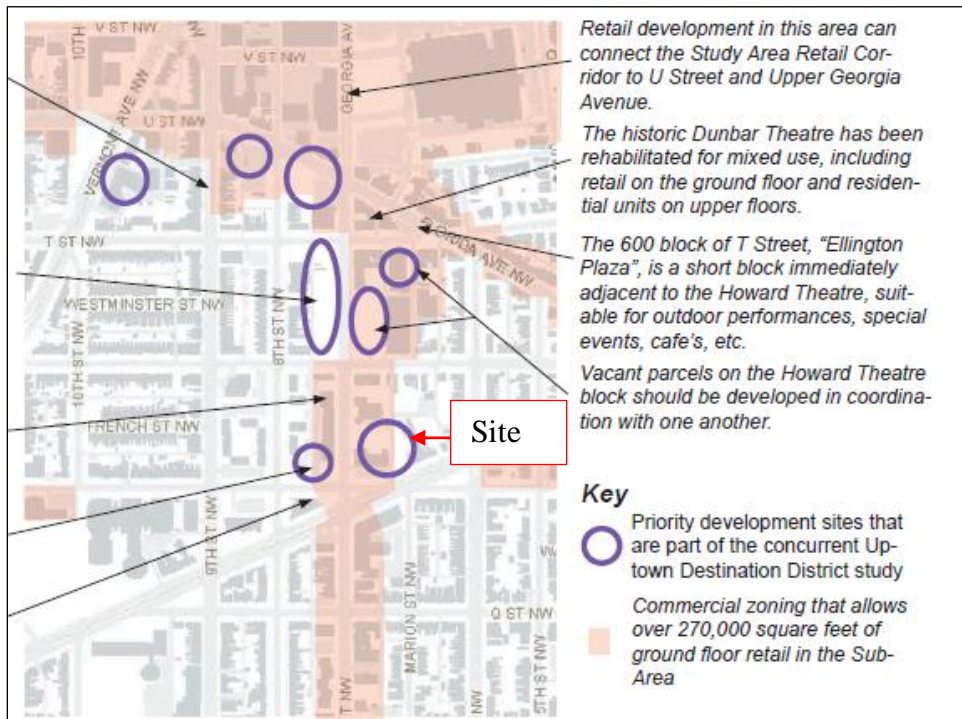 10TH
V ST NW
V ST NW
GEORGIA AV
U ST NW
VERMONT AVE NW
T ST NW
FLORIDA AVE NW
WESTMINSTER ST NW
8TH ST NW
10TH ST NW
FRENCH ST NW
9TH ST NW
MARION ST NW
Q ST NW
T NW
NW
5TH ST NW
Site
Retail development in this area can
connect the Study Area Retail Cor-
ridor to U Street and Upper Georgia
Avenue.
The historic Dunbar Theatre has been
rehabilitated for mixed use, including
retail on the ground floor and residen-
tial units on upper floors.
The 600 block of T Street, "Ellington
Plaza", is a short block immediately
adjacent to the Howard Theatre, suit-
able for outdoor performances, special
events, cafe's, etc.
Vacant parcels on the Howard Theatre
block should be developed in coordina-
tion with one another.
Key
Priority development sites that
are part of the concurrent Up-
town Destination District study
Commercial zoning that allows
over 270,000 square feet of
ground floor retail in the Sub-
Area